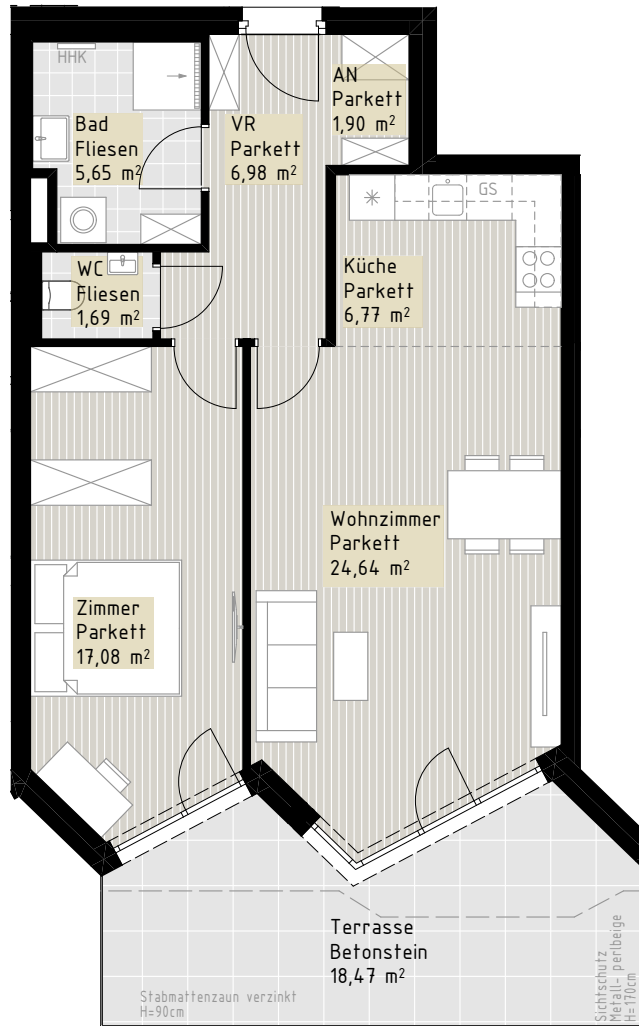 HHK
Bad
Fliesen
5,65 m²
VR
Parkett
6,98 m²
AN
Parkett
1,90 m²
GS
WC
Fliesen
1,69 m²
Küche
Parkett
6,77 m²
Wohnzimmer
Parkett
24,64 m²
Zimmer
Parkett
17,08 m²
Terrasse
Betonstein
18,47 m²
Stabmattenzaun verzinkt
H=90cm
Sichtschutz
Metall- perlbeige
H=170cm